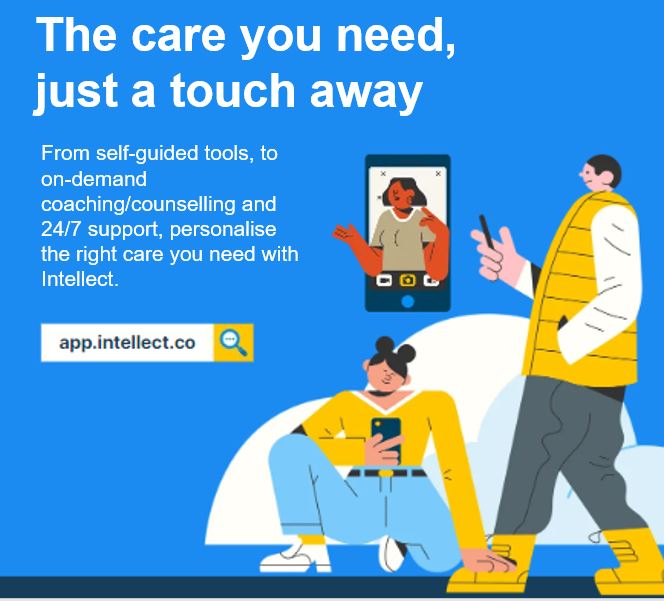 The care you need,
just a touch away
From self-guided tools, to
on-demand
coaching/counselling and
24/7 support, personalise
the right care you need with
Intellect.
app.intellect.co